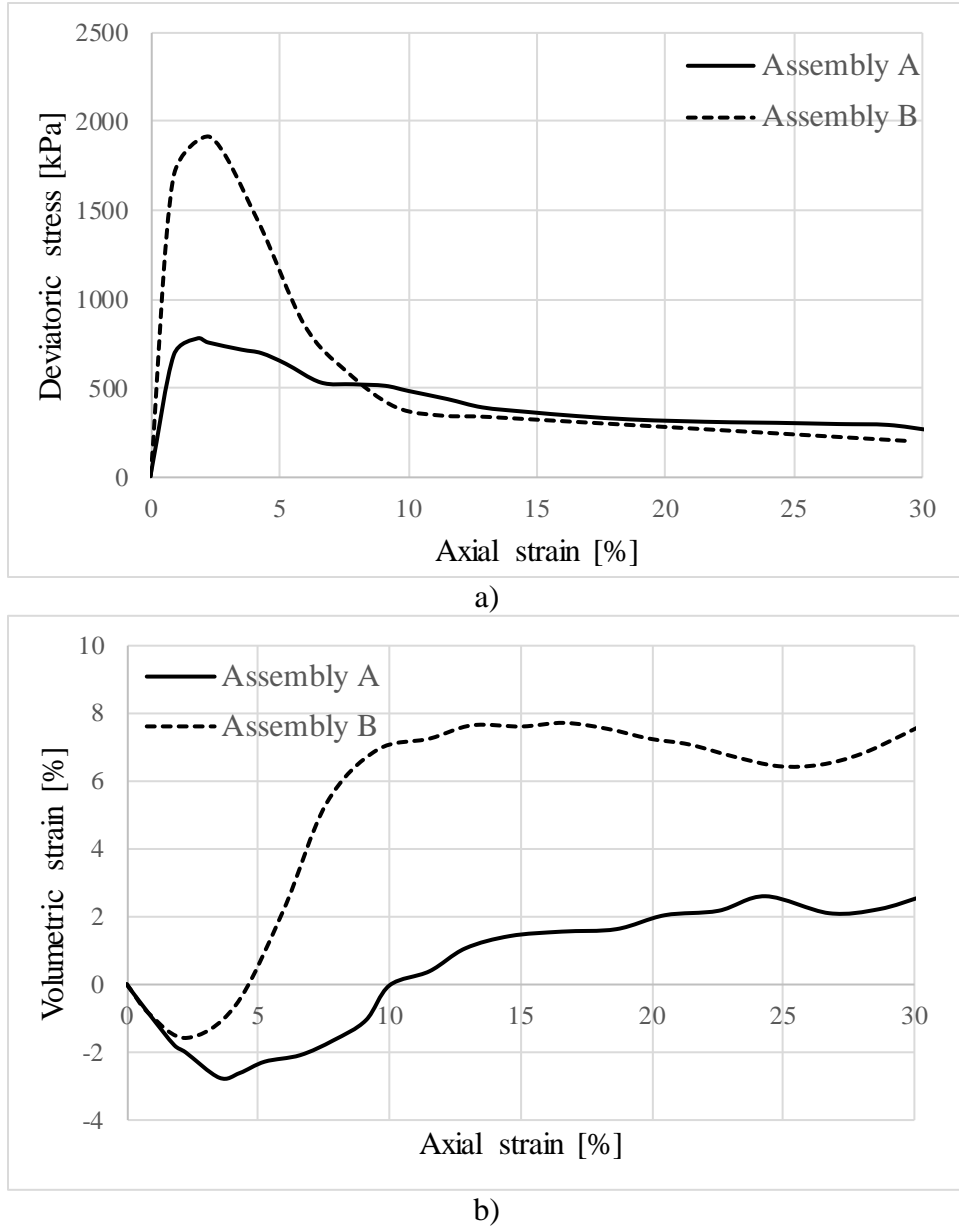 2500
Assembly A
Assembly B
2000
1500
1000
500
0
Deviatoric stress [kPa]
0 5 10 15 20 25 30
Axial strain [%]
a)
10
Assembly A
Assembly B
8
6
4
2
0
-2
-4
Volumetric strain [%]
0 5 10 15 20 25 30
Axial strain [%]
b)